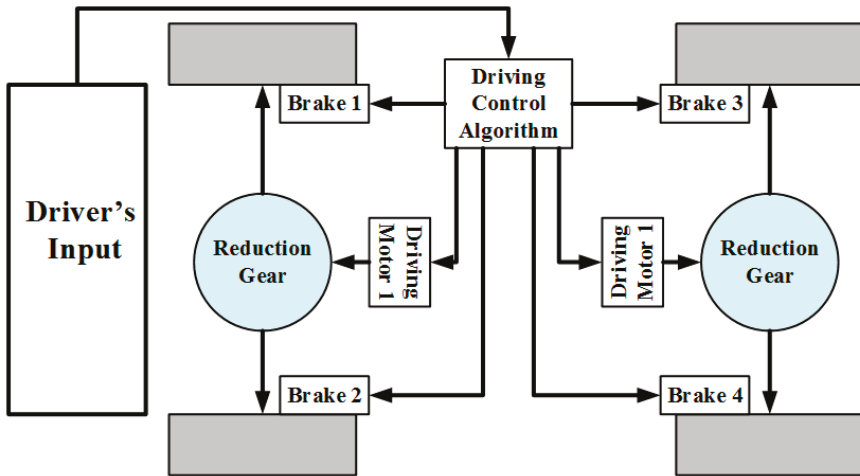 Driver's
Input
Brake 1
Driving
Control
Algorithm
Brake 3
Reduction
Gear
Driving
Motor 1
Driving
Motor 1
Reduction
Gear
Brake 2
Brake 4